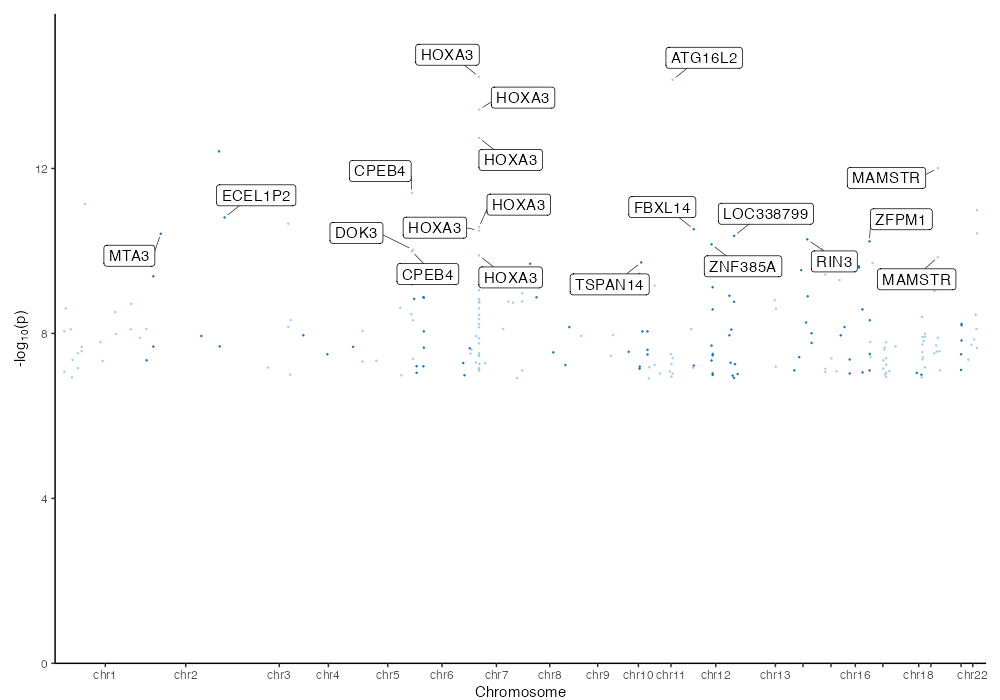 HOXA3
ATG16L2
HOXA3
HOXA3
CPEB4
MAMSTR
ECEL1P2
HOXA3
FBXL14
LOC338799
ZFPM1
HOXA3
DOK3
MTA3
RIN3
ZNF385A
CPEB4
HOXA3
TSPAN14
MAMSTR
12
8
4
0
-log10(p)
chr1 chr2 chr3 chr4 chr5 chr6 chr7 chr8 chr9 chr10 chr11 chr12 chr13 chr16 chr18 chr22
Chromosome